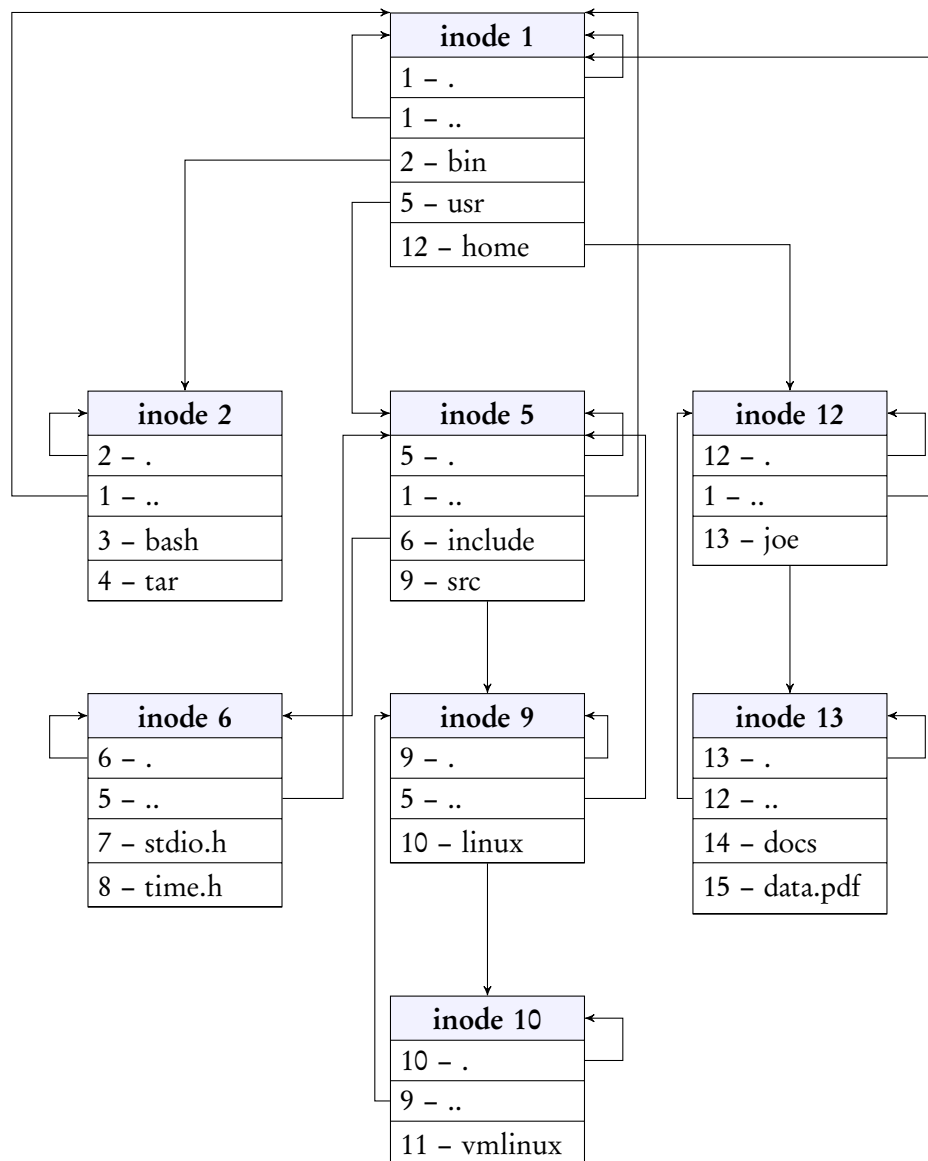 inode 1
1 – .
1 – ..
2 – bin
5 – usr
12 – home
inode 2
2 – .
1 – ..
3 – bash
4 – tar
inode 5
5 – .
1 – ..
6 – include
9 – src
inode 12
12 – .
1 – ..
13 – joe
inode 6
6 – .
5 – ..
7 – stdio.h
8 – time.h
inode 9
9 – .
5 – ..
10 – linux
inode 13
13 – .
12 – ..
14 – docs
15 – data.pdf
inode 10
10 – .
9 – ..
11 – vmlinux